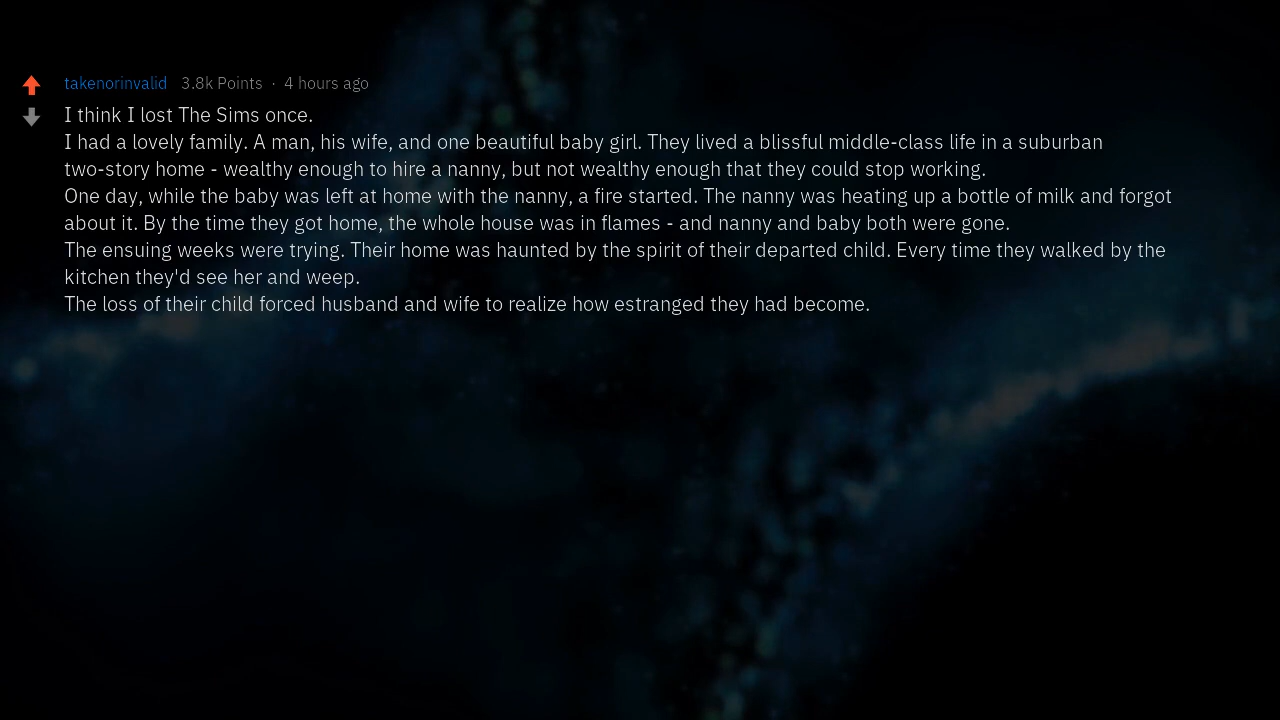 takenorinvalid 3.8k Points · 4 hours ago
I think I lost The Sims once.
I had a lovely family. A man, his wife, and one beautiful baby girl. They lived a blissful middle-class life in a suburban
two-story home - wealthy enough to hire a nanny, but not wealthy enough that they could stop working.
One day, while the baby was left at home with the nanny, a fire started. The nanny was heating up a bottle of milk and forgot
about it. By the time they got home, the whole house was in flames - and nanny and baby both were gone.
The ensuing weeks were trying. Their home was haunted by the spirit of their departed child. Every time they walked by the
kitchen they'd see her and weep.
The loss of their child forced husband and wife to realize how estranged they had become.